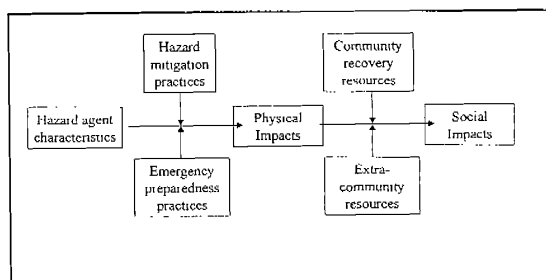 Hazard
mitigation
practices
Community
recovery
resources
Hazard agent
characteristics
Physical
Impacts
Social
Impacts
Emergency
preparedness
practices
Extra-
community
resources